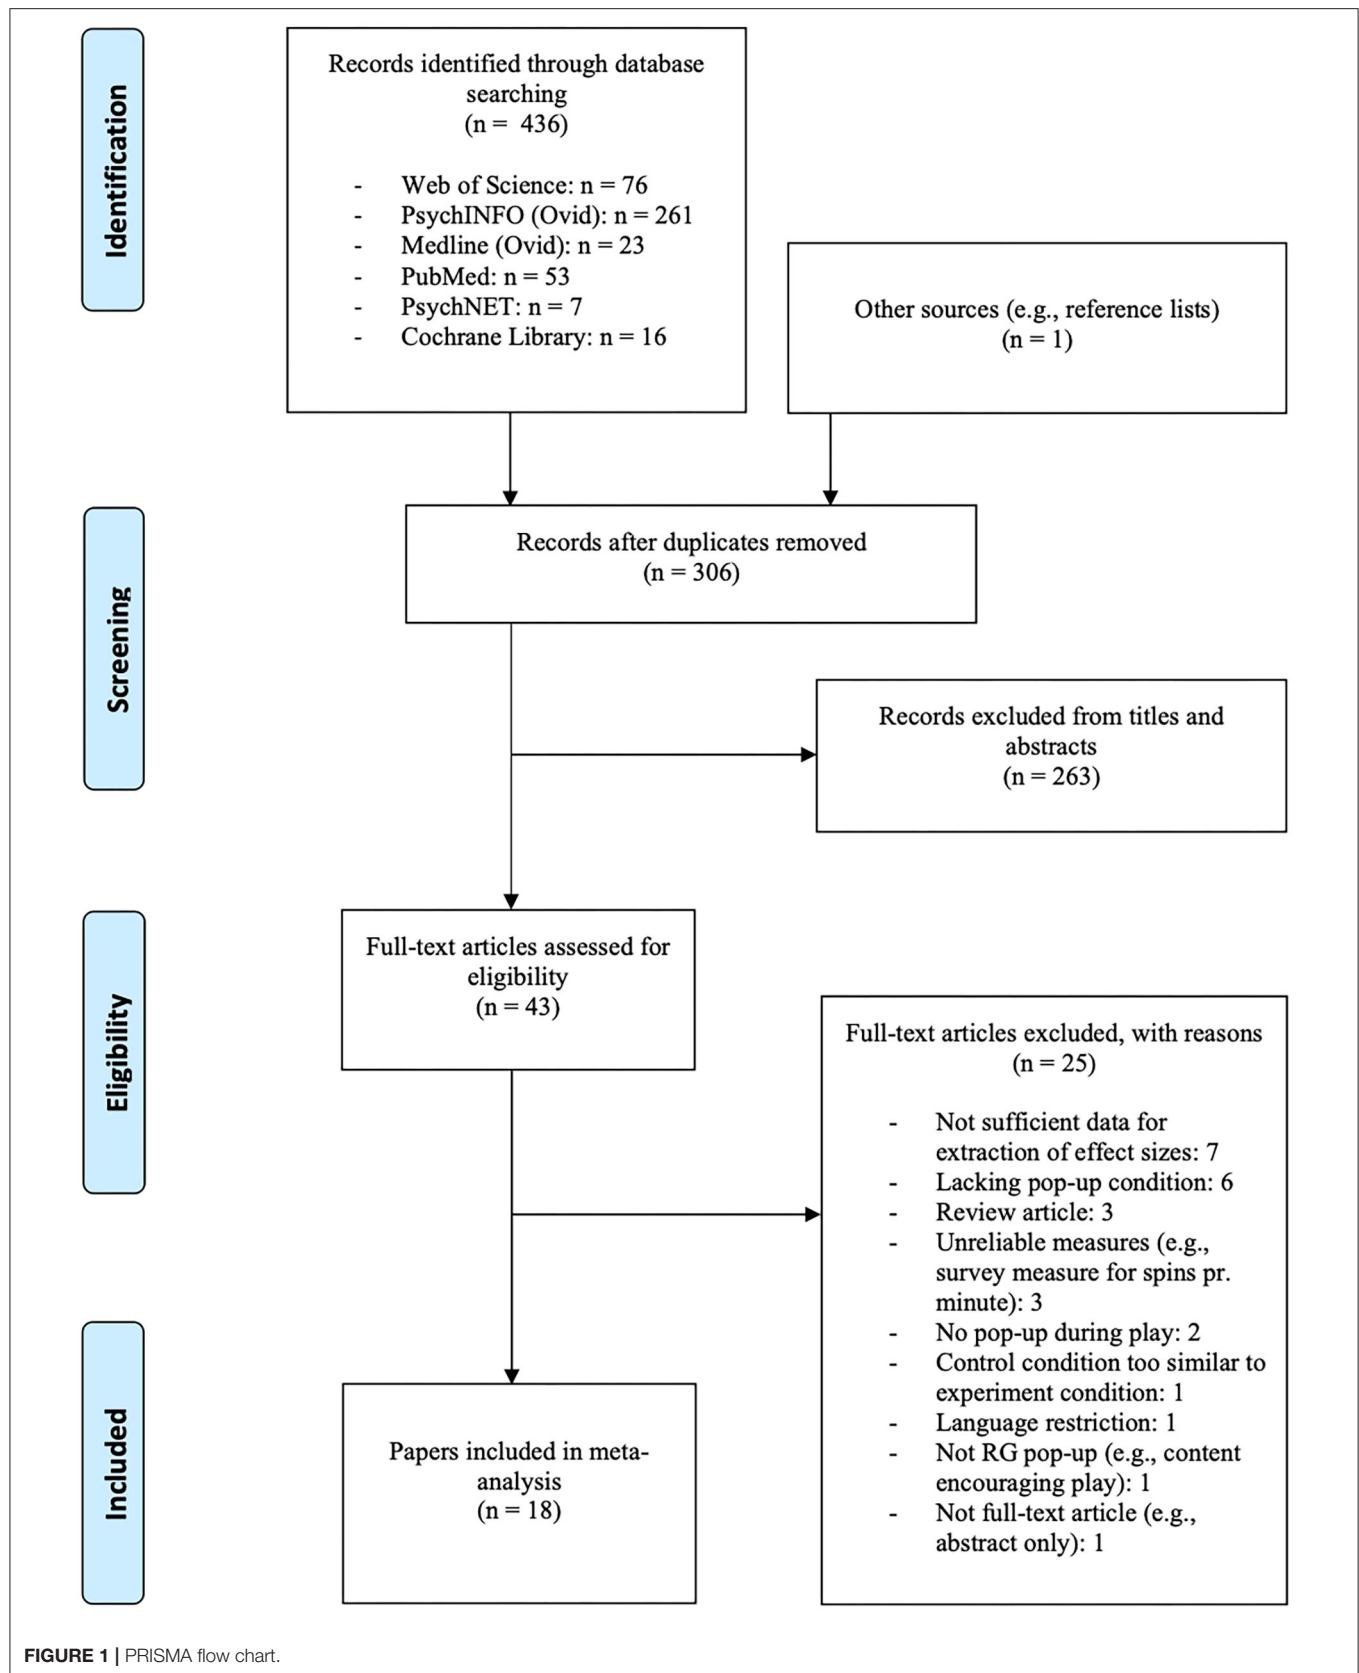 Identification
Records identified through database
searching
(n = 436)
- Web of Science: n = 76
- PsychINFO (Ovid): n = 261
- Medline (Ovid): n = 23
- PubMed: n = 53
- PsychNET: n = 7
- Cochrane Library: n = 16
Other sources (e.g., reference lists)
(n = 1)
Screening
Records after duplicates removed
(n = 306)
Records excluded from titles and
abstracts
(n = 263)
Eligibility
Full-text articles assessed for
eligibility
(n = 43)
Full-text articles excluded, with reasons
(n = 25)
- Not sufficient data for
extraction of effect sizes: 7
- Lacking pop-up condition: 6
- Review article: 3
- Unreliable measures (e.g.,
survey measure for spins pr.
minute): 3
- No pop-up during play: 2
- Control condition too similar to
experiment condition: 1
- Language restriction: 1
- Not RG pop-up (e.g., content
encouraging play): 1
- Not full-text article (e.g.,
abstract only): 1
Included
Papers included in meta-
analysis
(n = 18)
FIGURE 1 | PRISMA flow chart.